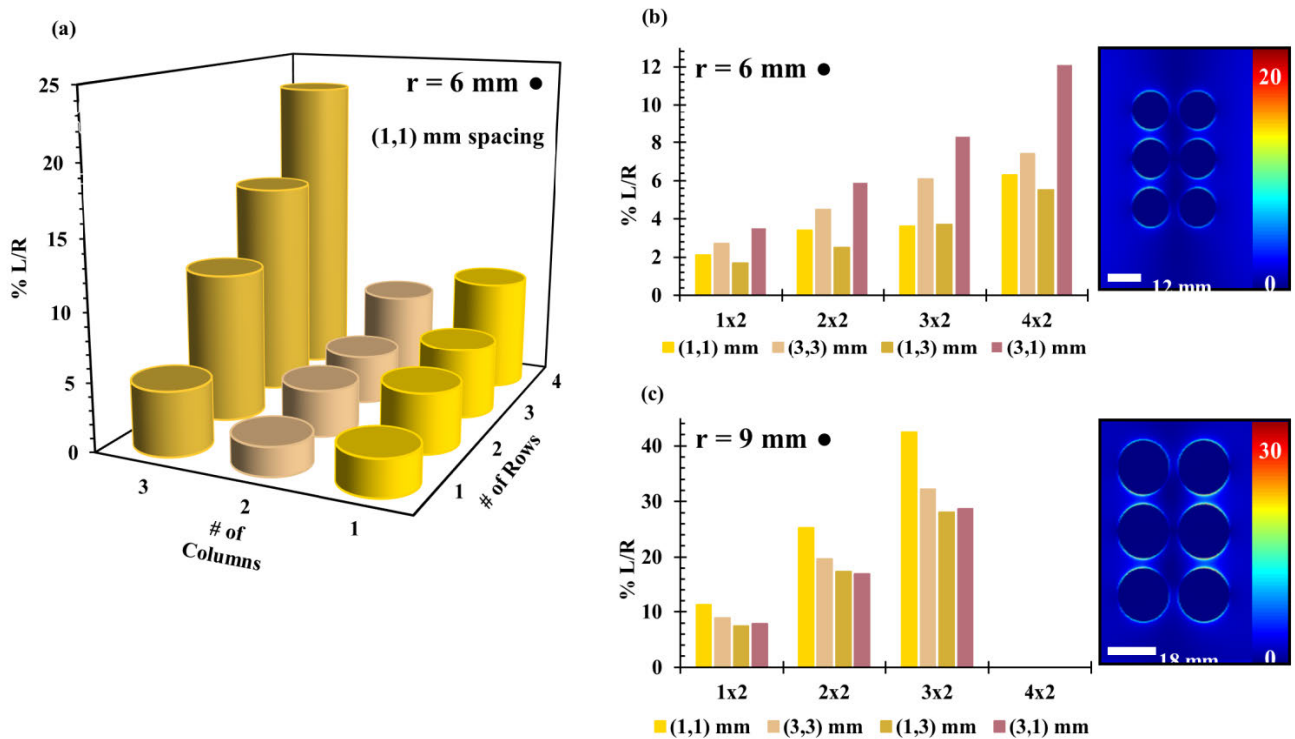 (a)
r = 6 mm ●
(1,1) mm spacing
25
20
15
10
5
0
% L/R
3
2
1
# of
Columns
1
2
3
4
# of Rows
(b)
r = 6 mm ●
12
10
8
6
4
2
0
% L/R
1x2 2x2 3x2 4x2
(1,1) mm (3,3) mm (1,3) mm (3,1) mm
20
0
12 mm
(c)
r = 9 mm ●
40
30
20
10
0
% L/R
1x2 2x2 3x2 4x2
(1,1) mm (3,3) mm (1,3) mm (3,1) mm
30
0
18 mm